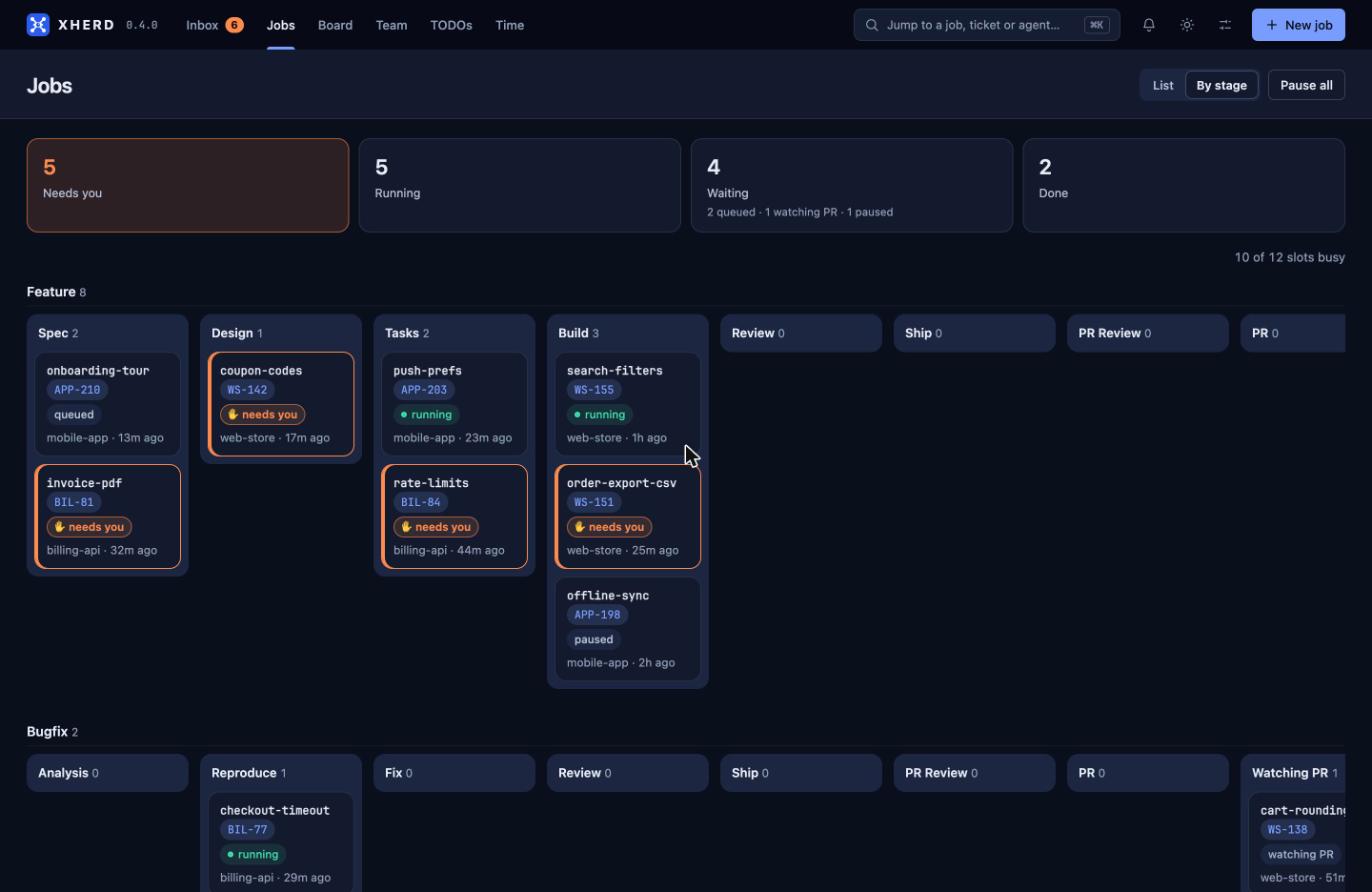 XHERD 0.4.0 Inbox 6 Jobs Board Team TODOs Time Jump to a job, ticket or agent... ⌘K + New job
Jobs List By stage Pause all
5
Needs you
5
Running
4
Waiting
2 queued · 1 watching PR · 1 paused
2
Done
10 of 12 slots busy
Feature 8
Spec 2
onboarding-tour
APP-210
queued
mobile-app · 13m ago
invoice-pdf
BIL-81
✋ needs you
billing-api · 32m ago
Design 1
coupon-codes
WS-142
✋ needs you
web-store · 17m ago
Tasks 2
push-prefs
APP-203
running
mobile-app · 23m ago
rate-limits
BIL-84
✋ needs you
billing-api · 44m ago
Build 3
search-filters
WS-155
running
web-store · 1h ago
order-export-csv
WS-151
✋ needs you
web-store · 25m ago
offline-sync
APP-198
paused
mobile-app · 2h ago
Review 0
Ship 0
PR Review 0
PR 0
Bugfix 2
Analysis 0
Reproduce 1
checkout-timeout
BIL-77
running
billing-api · 29m ago
Fix 0
Review 0
Ship 0
PR Review 0
PR 0
Watching PR 1
cart-rounding
WS-138
watching PR
web-store · 51m